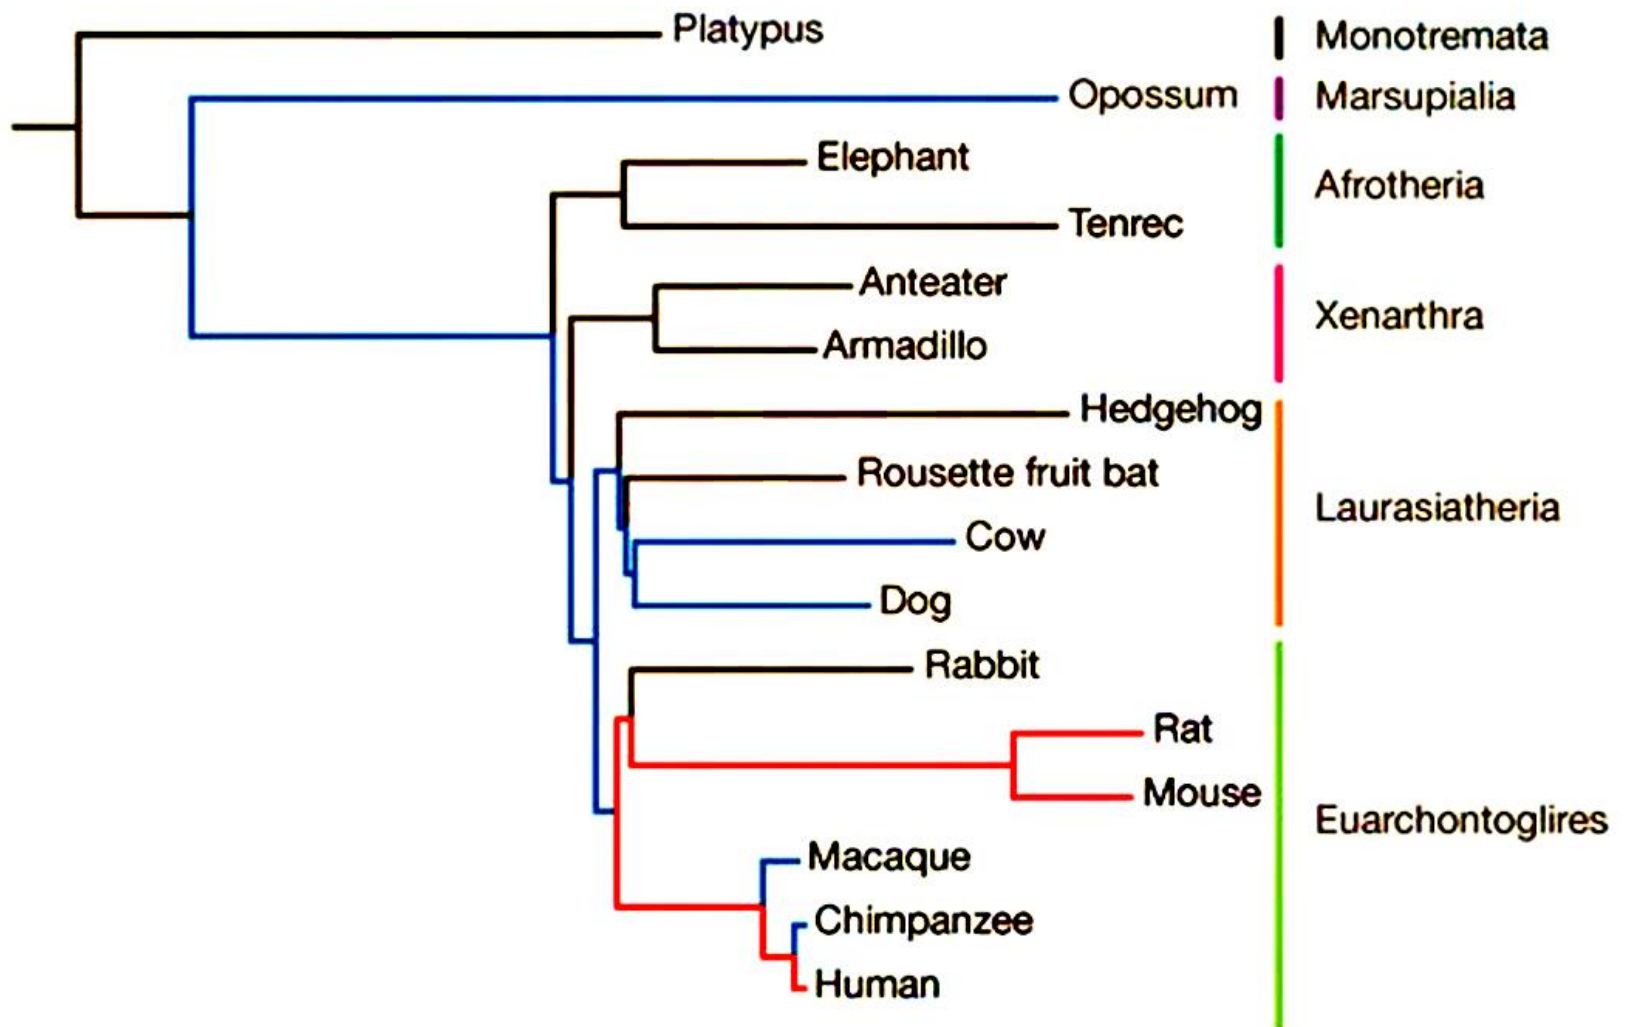 Platypus
Monotremata
Opossum
Marsupialia
Elephant
Afrotheria
Tenrec
Anteater
Xenarthra
Armadillo
Hedgehog
Rousette fruit bat
Laurasiatheria
Cow
Dog
Rabbit
Rat
Mouse
Euarchontoglires
Macaque
Chimpanzee
Human